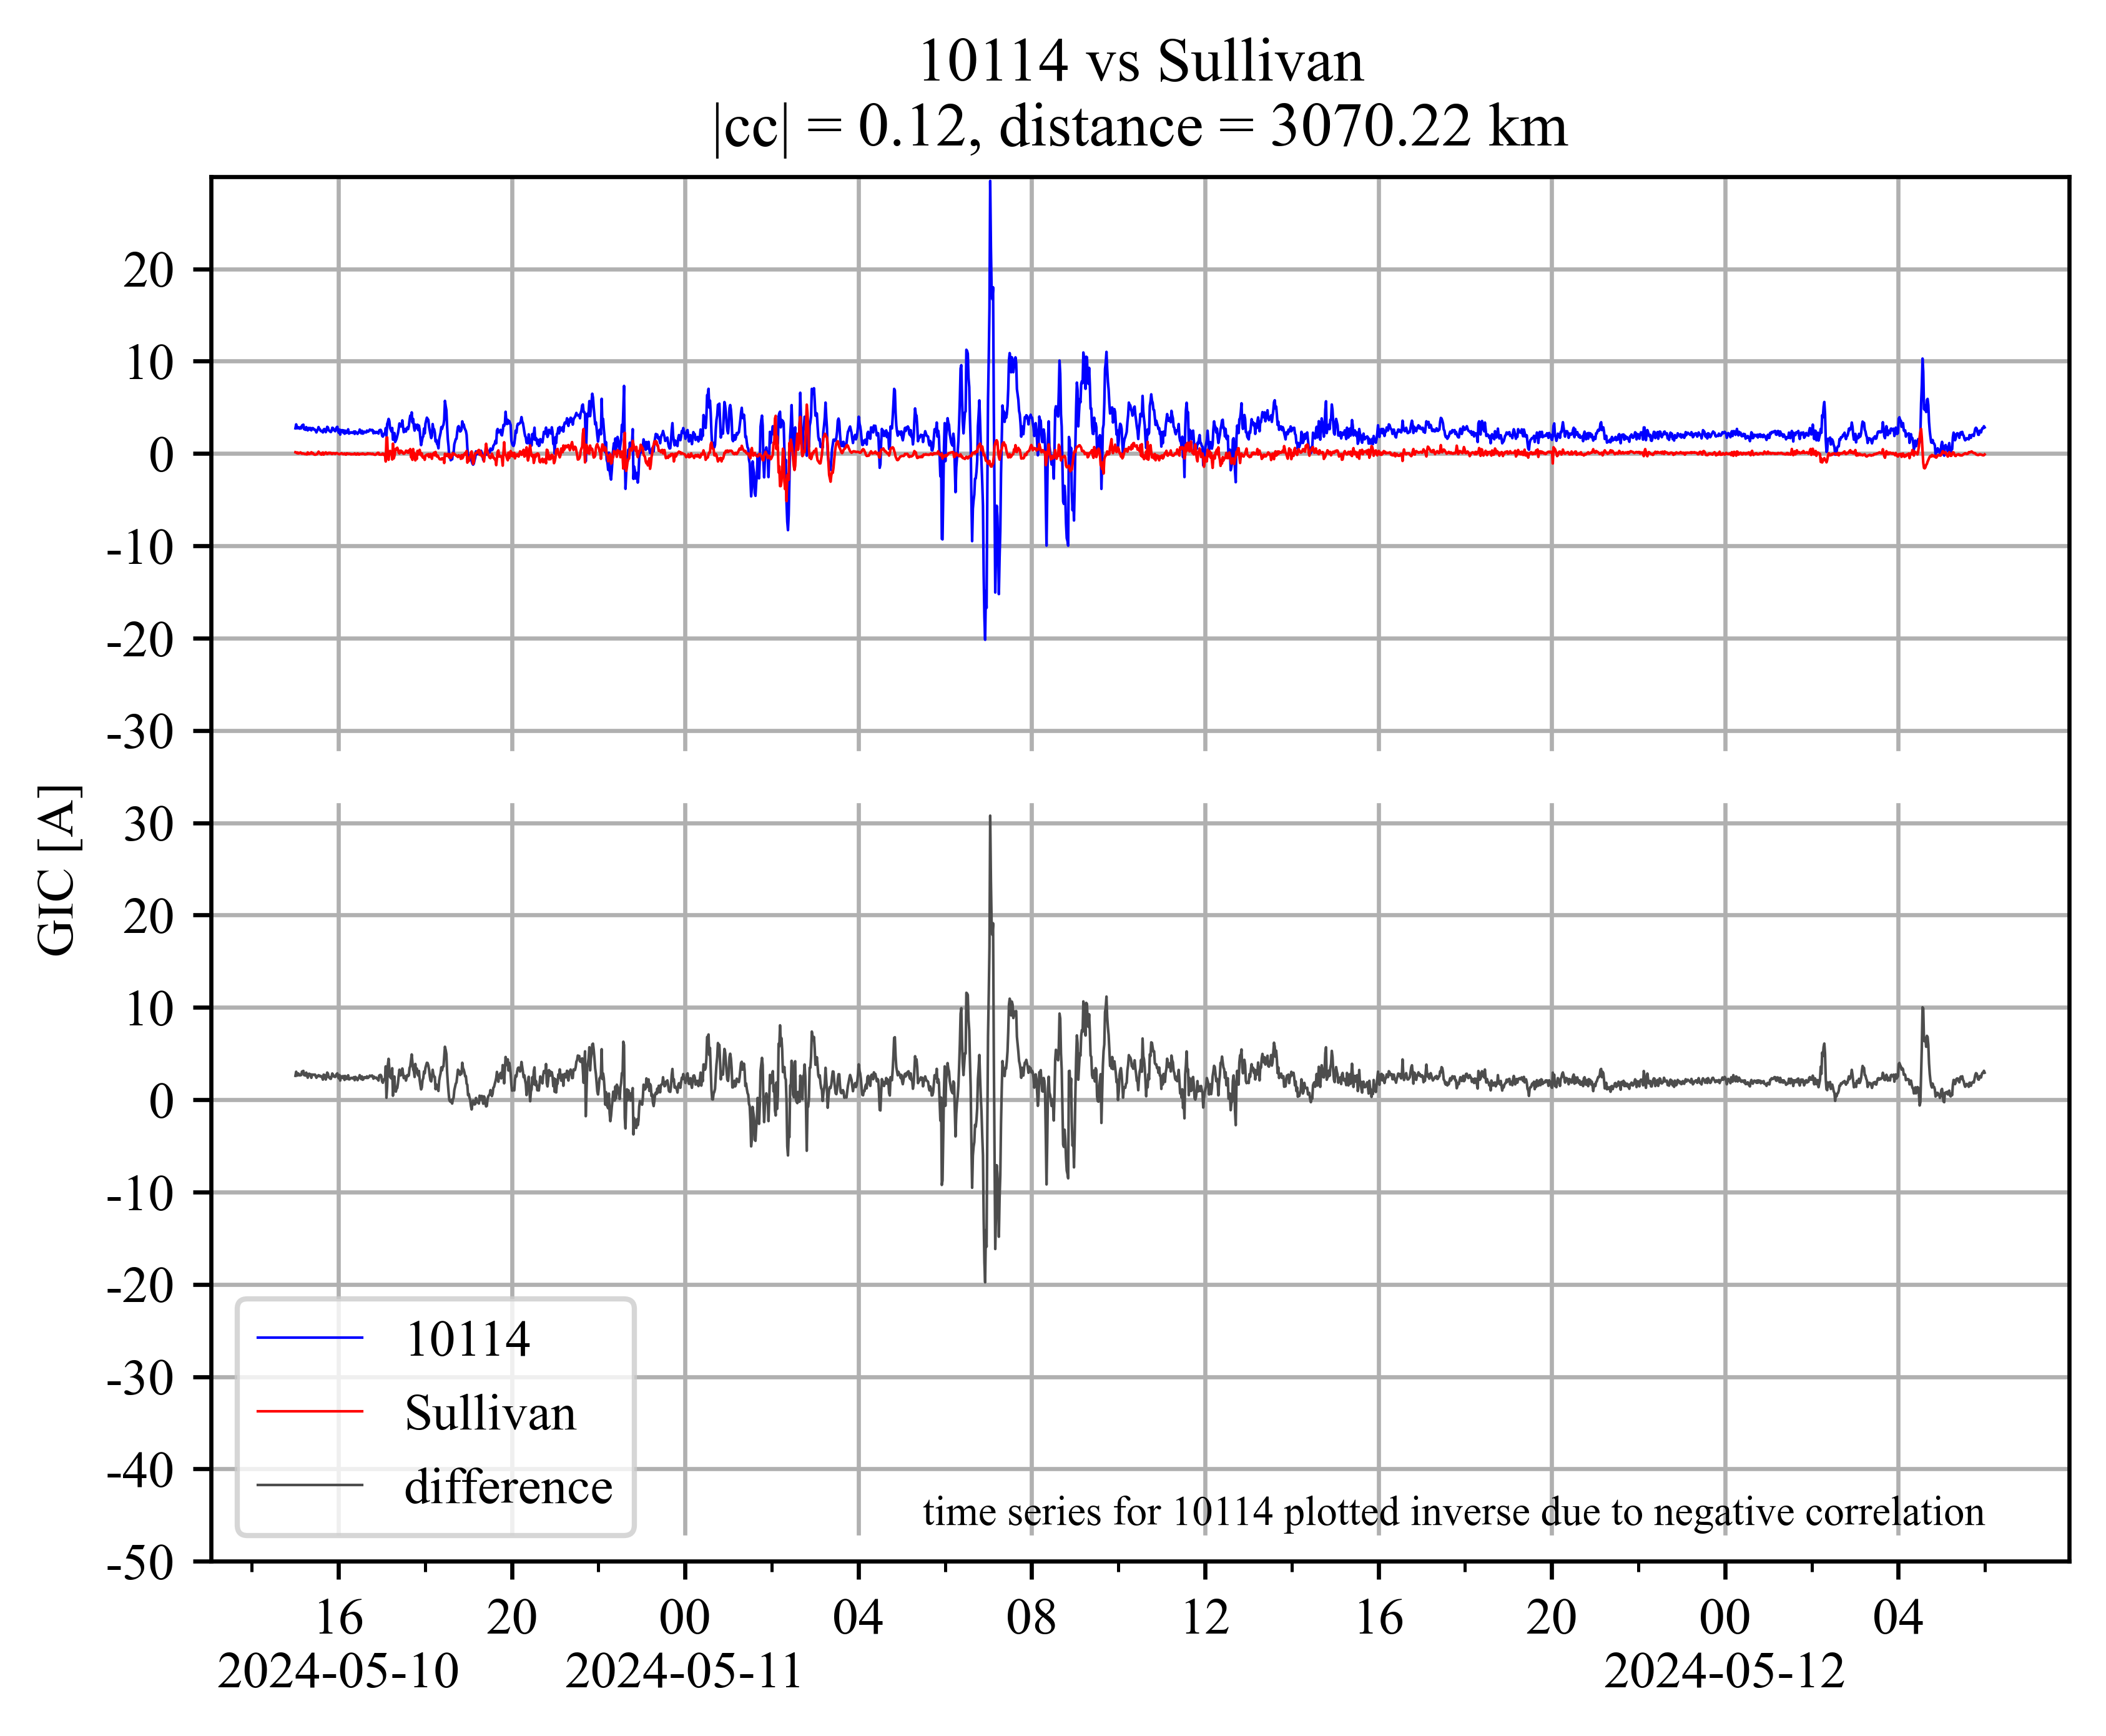 10114 vs Sullivan
|cc| = 0.12, distance = 3070.22 km
GIC [A]
20
10
0
-10
-20
-30
30
20
10
0
-10
-20
-30
-40
-50
10114
Sullivan
difference
time series for 10114 plotted inverse due to negative correlation
16 20 00 04 08 12 16 20 00 04
2024-05-10 2024-05-11 2024-05-12